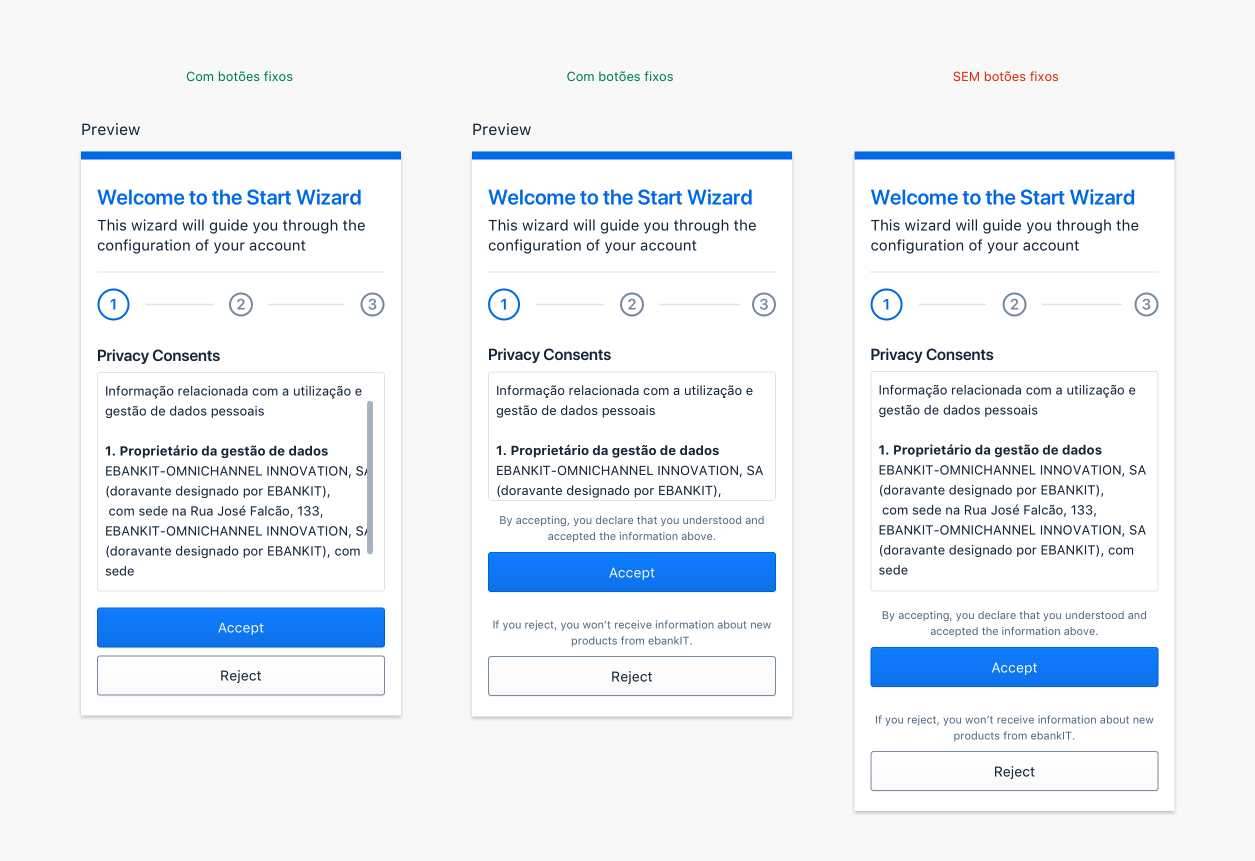 Com botões fixos
Preview
Welcome to the Start Wizard
This wizard will guide you through the
configuration of your account
1
2
3
Privacy Consents
Informação relacionada com a utilização e
gestão de dados pessoais
1. Proprietário da gestão de dados
EBANKIT-OMNICHANNEL INNOVATION, SA
(doravante designado por EBANKIT),
com sede na Rua José Falcão, 133,
EBANKIT-OMNICHANNEL INNOVATION, SA
(doravante designado por EBANKIT), com
sede
Accept
Reject
Com botões fixos
Preview
Welcome to the Start Wizard
This wizard will guide you through the
configuration of your account
1
2
3
Privacy Consents
Informação relacionada com a utilização e
gestão de dados pessoais
1. Proprietário da gestão de dados
EBANKIT-OMNICHANNEL INNOVATION, SA
(doravante designado por EBANKIT),
By accepting, you declare that you understood and
accepted the information above.
Accept
If you reject, you won’t receive information about new
products from ebankIT.
Reject
SEM botões fixos
Welcome to the Start Wizard
This wizard will guide you through the
configuration of your account
1
2
3
Privacy Consents
Informação relacionada com a utilização e
gestão de dados pessoais
1. Proprietário da gestão de dados
EBANKIT-OMNICHANNEL INNOVATION, SA
(doravante designado por EBANKIT),
com sede na Rua José Falcão, 133,
EBANKIT-OMNICHANNEL INNOVATION, SA
(doravante designado por EBANKIT), com
sede
By accepting, you declare that you understood and
accepted the information above.
Accept
If you reject, you won’t receive information about new
products from ebankIT.
Reject